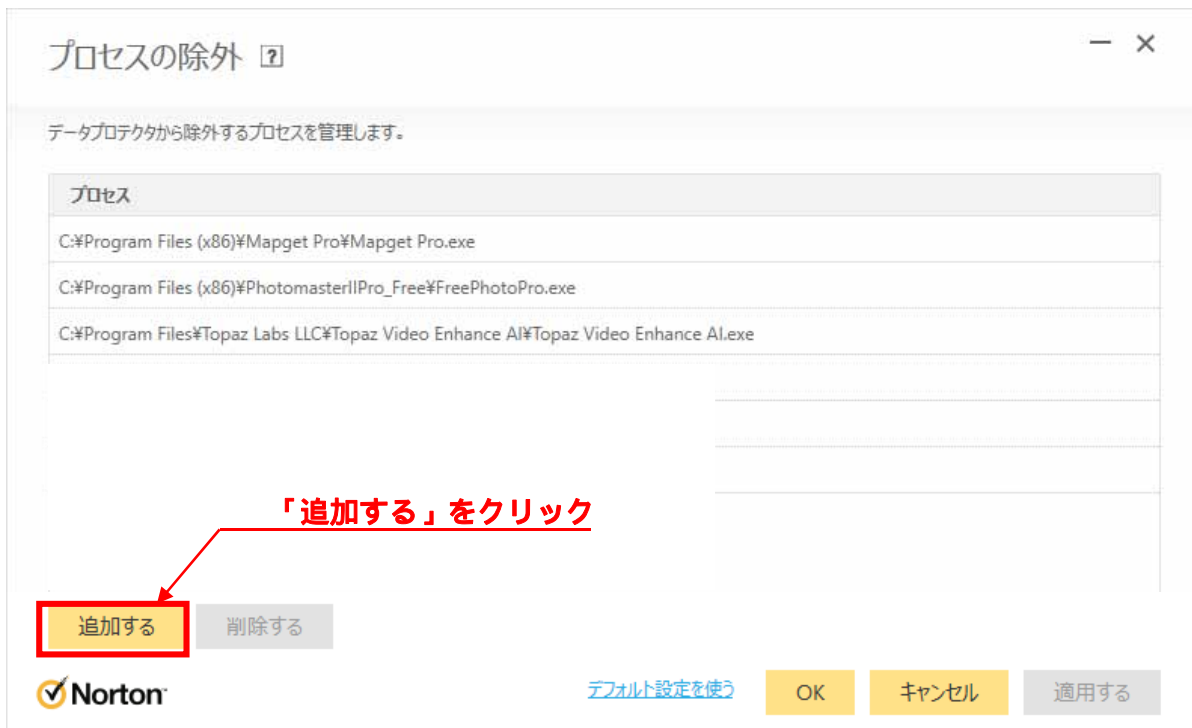 プロセスの除外 ?
データプロテクタから除外するプロセスを管理します。
プロセス
C:¥Program Files (x86)¥Mapget Pro¥Mapget Pro.exe
C:¥Program Files (x86)¥PhotomasterIIPro_Free¥FreePhotoPro.exe
C:¥Program Files¥Topaz Labs LLC¥Topaz Video Enhance AI¥Topaz Video Enhance AI.exe
「追加する」をクリック
追加する 削除する
Norton デフォルト設定を使う OK キャンセル 適用する